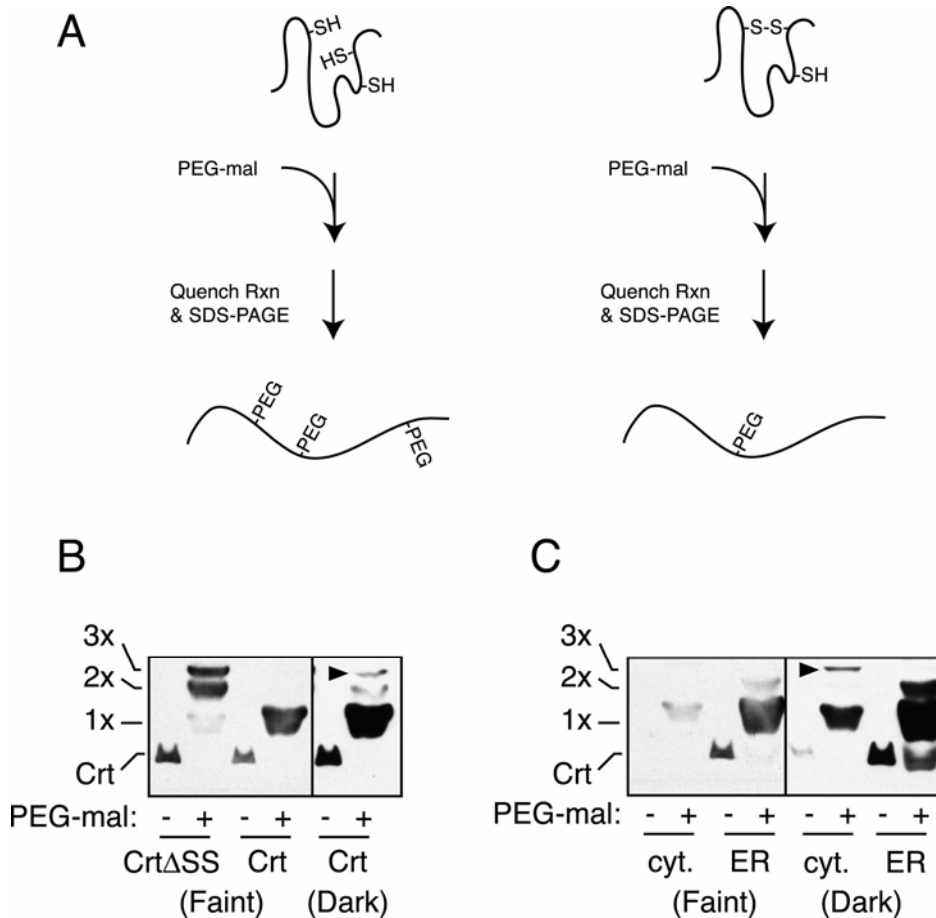 A
-SH
HS-
-SH
-S-S-
-SH
PEG-mal
PEG-mal
Quench Rxn
& SDS-PAGE
Quench Rxn
& SDS-PAGE
-PEG
-PEG
-PEG
-PEG
B
C
3x
2x
1x
Crt
3x
2x
1x
Crt
PEG-mal: - + - + - +
CrtΔSS Crt Crt
(Faint) (Dark)
PEG-mal: - + - + - + - +
cyt. ER cyt. ER
(Faint) (Dark)